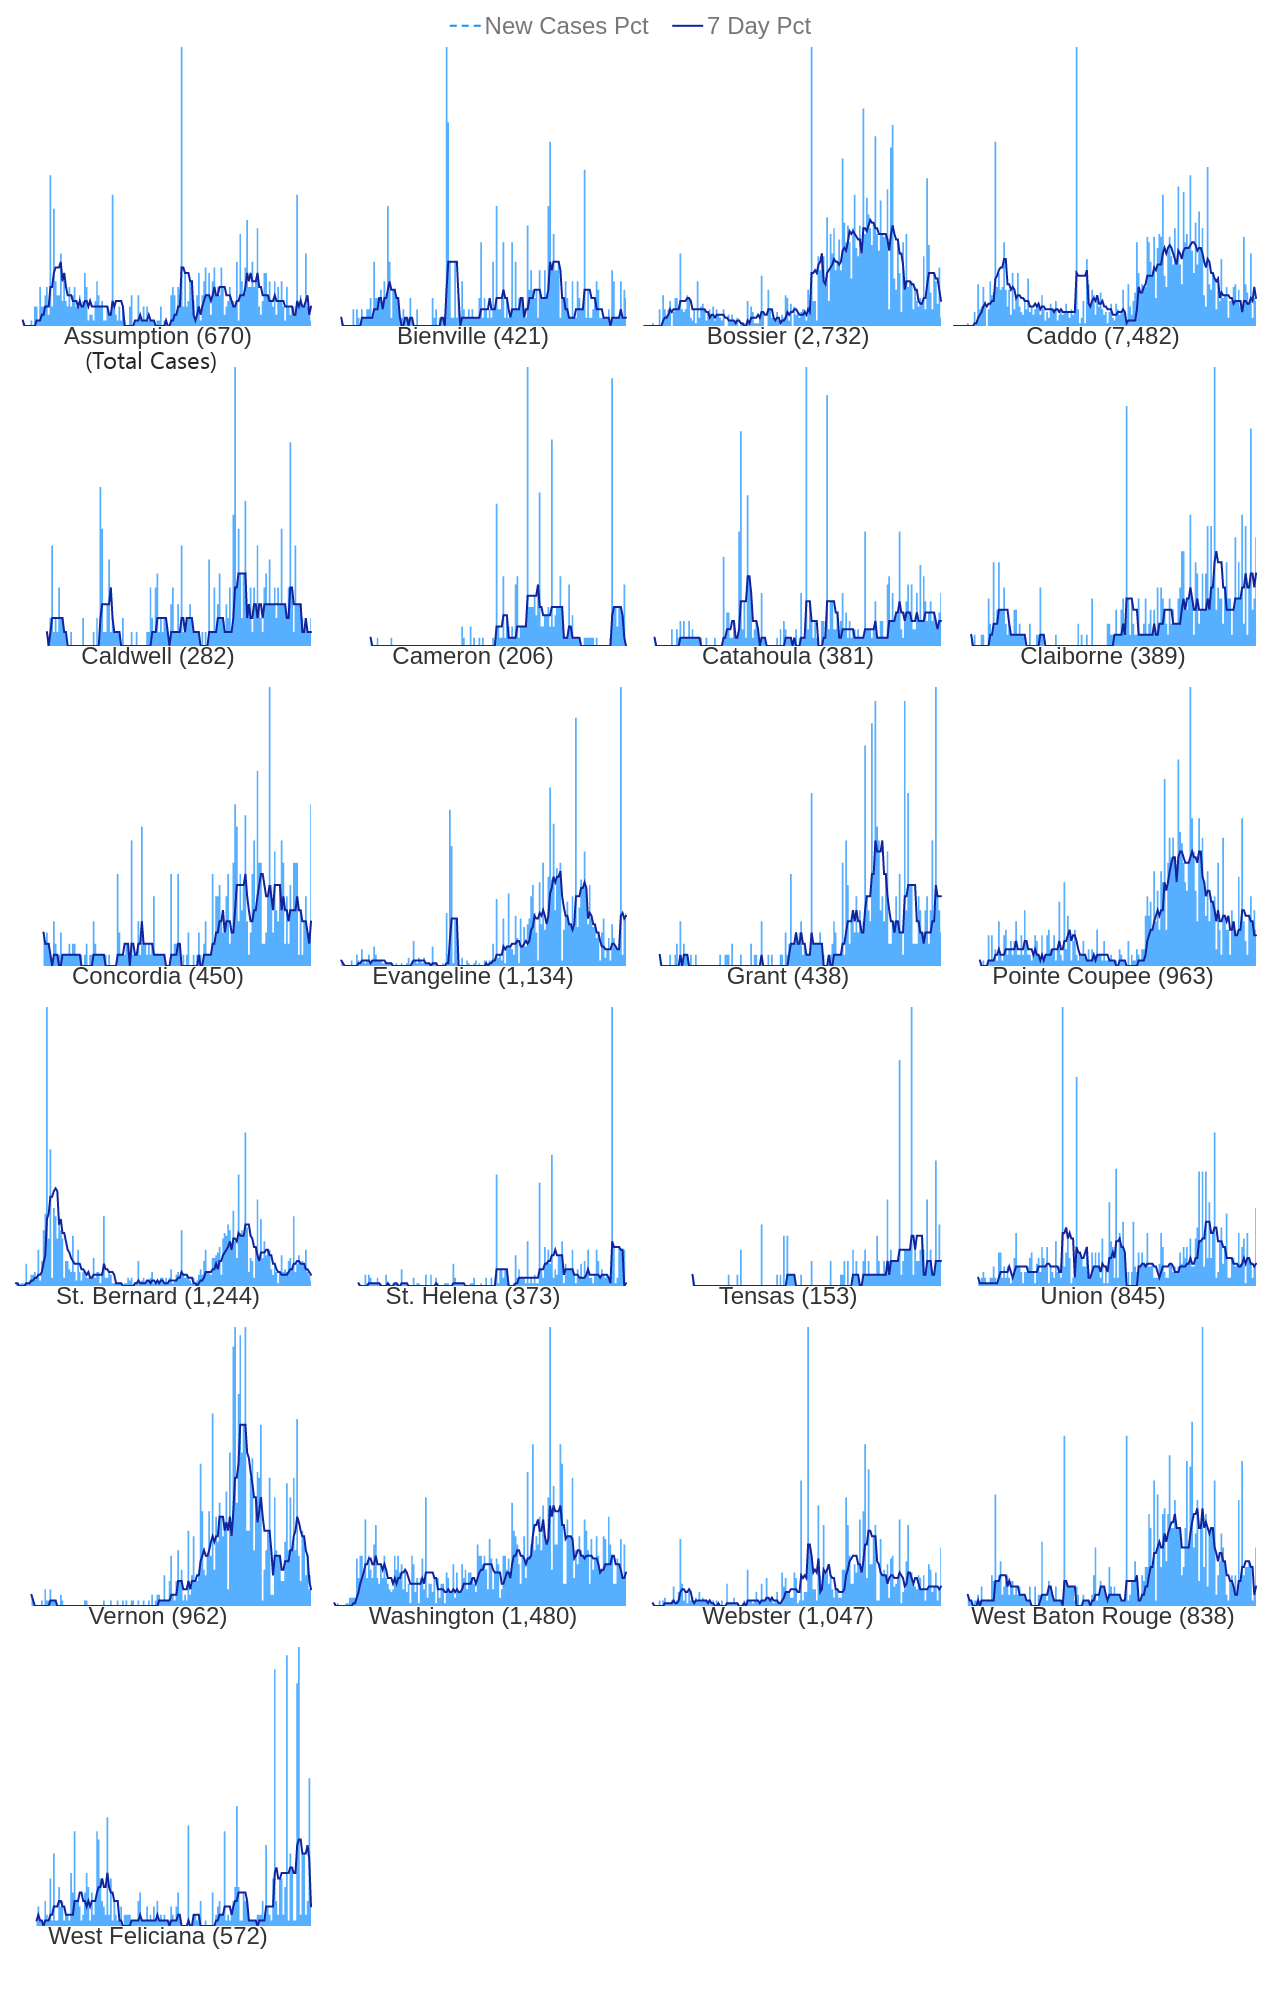 New Cases Pct 7 Day Pct
Assumption (670) Bienville (421) Bossier (2,732) Caddo (7,482)
(Total Cases)
Caldwell (282) Cameron (206) Catahoula (381) Claiborne (389)
Concordia (450) Evangeline (1,134) Grant (438) Pointe Coupee (963)
St. Bernard (1,244) St. Helena (373) Tensas (153) Union (845)
Vernon (962) Washington (1,480) Webster (1,047) West Baton Rouge (838)
West Feliciana (572)